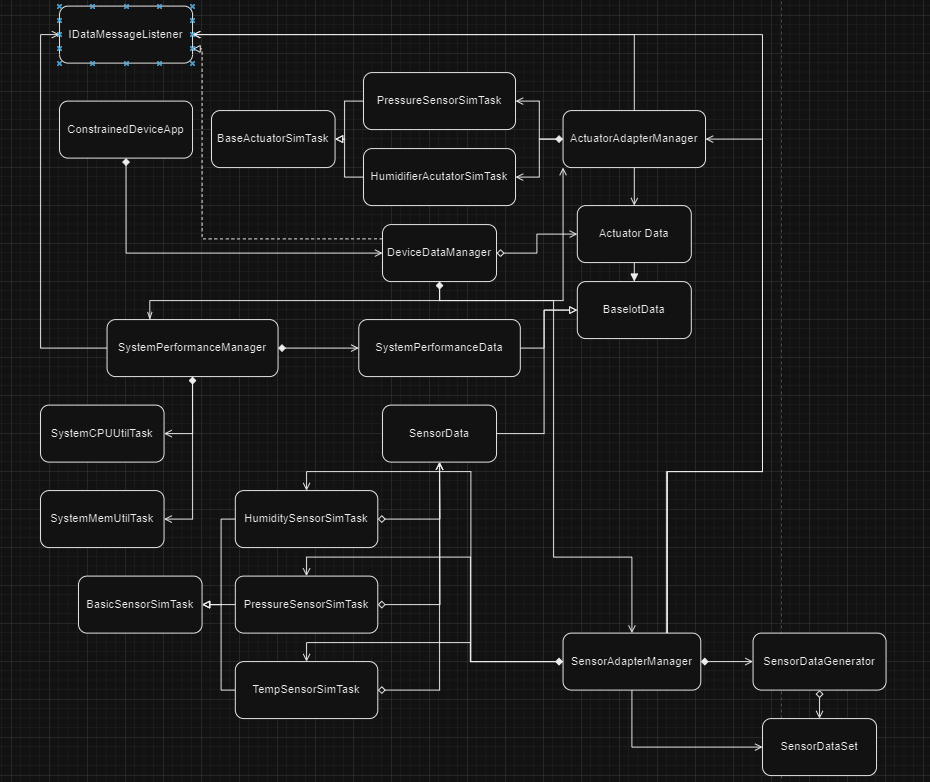 IDataMessageListener
PressureSensorSimTask
ConstrainedDeviceApp
BaseActuatorSimTask
ActuatorAdapterManager
HumidifierAcutatorSimTask
Actuator Data
DeviceDataManager
BaseIotData
SystemPerformanceManager
SystemPerformanceData
SystemCPUUtilTask
SensorData
SystemMemUtilTask
HumiditySensorSimTask
BasicSensorSimTask
PressureSensorSimTask
SensorAdapterManager
SensorDataGenerator
TempSensorSimTask
SensorDataSet